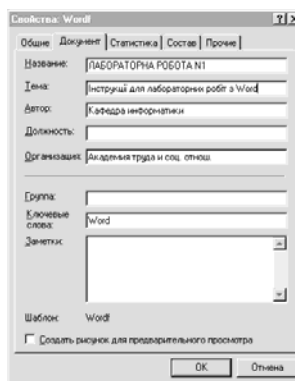 Свойства: Wordf
Общие Документ Статистика Состав Прочие
Название: ЛАБОРАТОРНА РОБОТА N1
Тема: Інструкції для лабораторних робіт з Word
Автор: Кафедра информатики
Должность:
Организация: Академия труда и соц. отнош.
Группа:
Ключевые слова: Word
Заметки:
Шаблон: Wordf
Создать рисунок для предварительного просмотра
OK Отмена